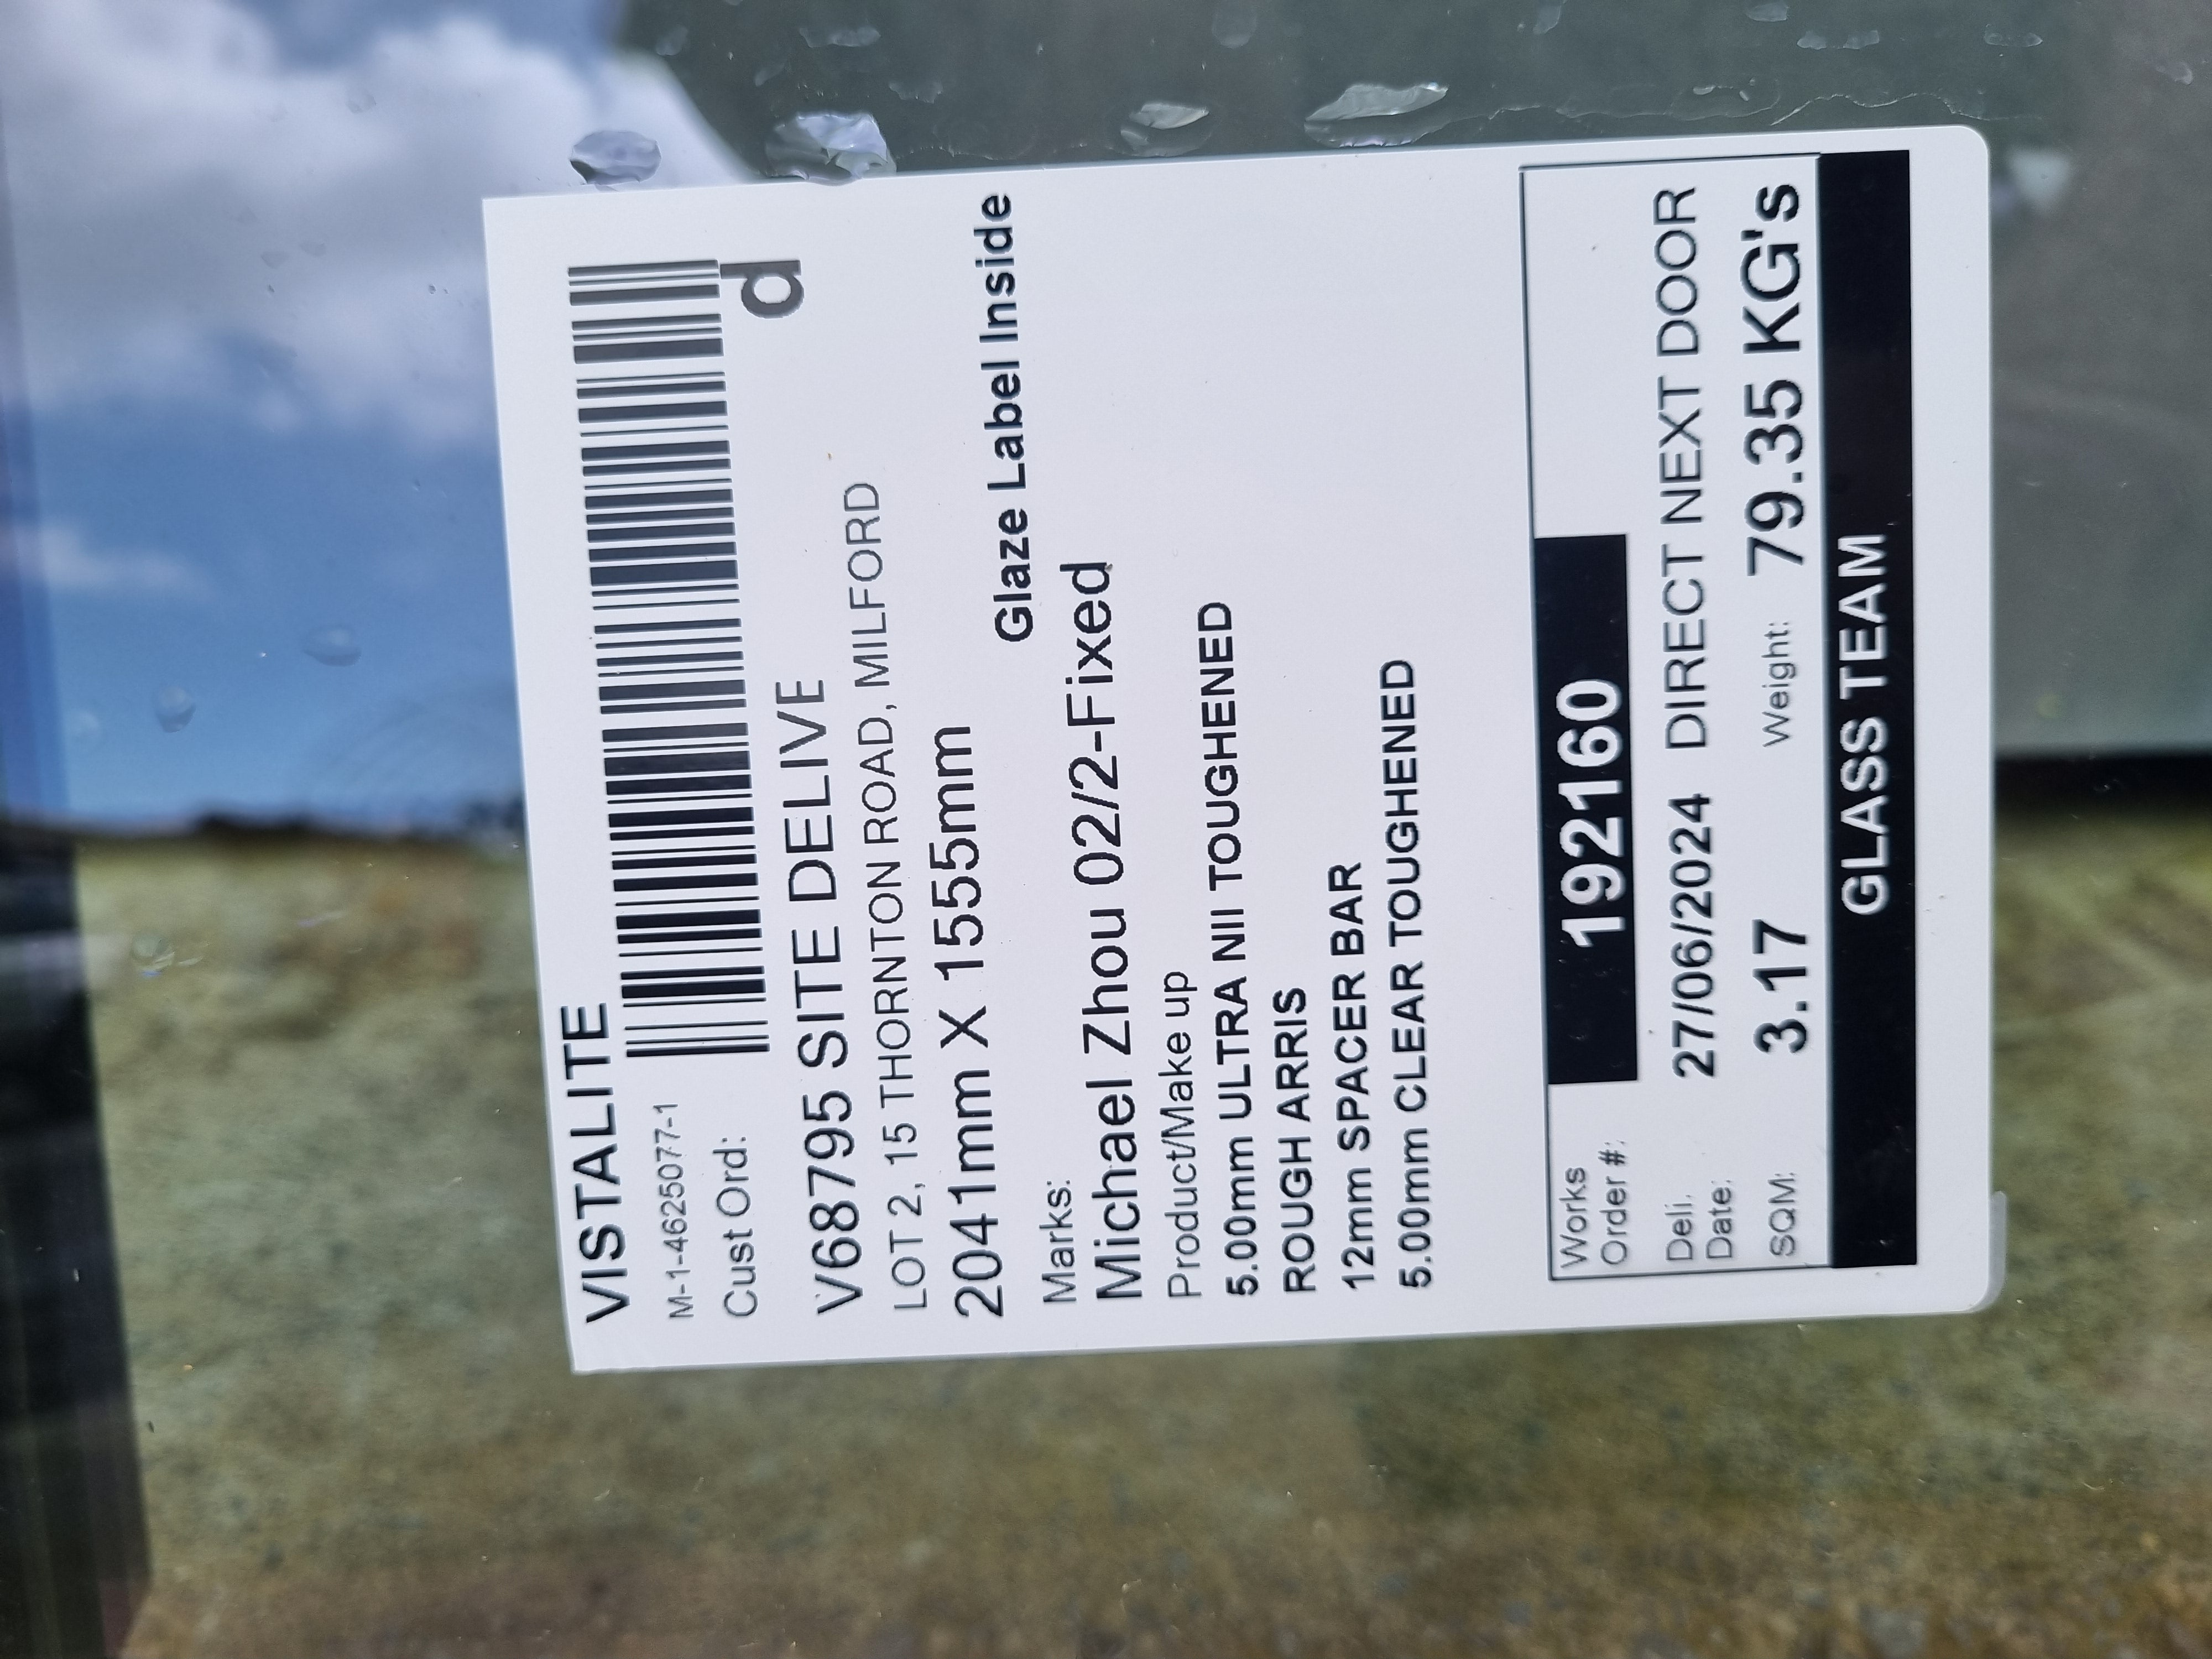 VISTALITE
M-1-4625077-1
Cust Ord:
d
V68795 SITE DELIVE
LOT 2, 15 THORNTON ROAD, MILFORD
2041mm X 1555mm
Glaze Label Inside
Marks:
Michael Zhou 02/2-Fixed
Product/Make up
5.00mm ULTRA NII TOUGHENED
ROUGH ARRIS
12mm SPACER BAR
5.00mm CLEAR TOUGHENED
Works Order #: 192160
Deli. Date: 27/06/2024 DIRECT NEXT DOOR
SQM: 3.17 Weight: 79.35 KG's
GLASS TEAM